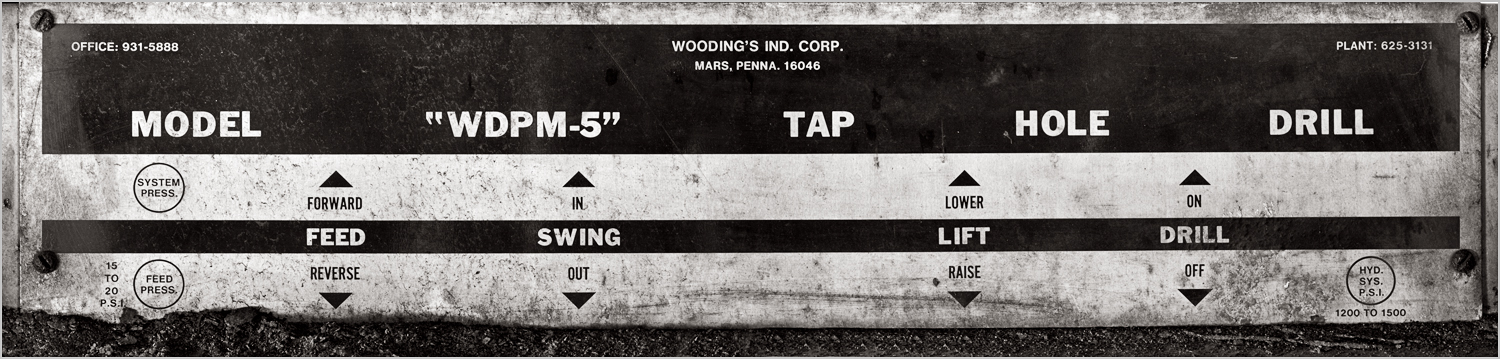 OFFICE: 931-5888
WOODING'S IND. CORP.
PLANT: 625-3131
MARS, PENNA. 16046
MODEL "WDPM-5" TAP HOLE DRILL
SYSTEM
PRESS.
FORWARD IN LOWER ON
FEED SWING LIFT DRILL
REVERSE OUT RAISE OFF
15
TO
20
P.S.I.
FEED
PRESS.
HYD.
SYS.
P.S.I.
1200 TO 1500